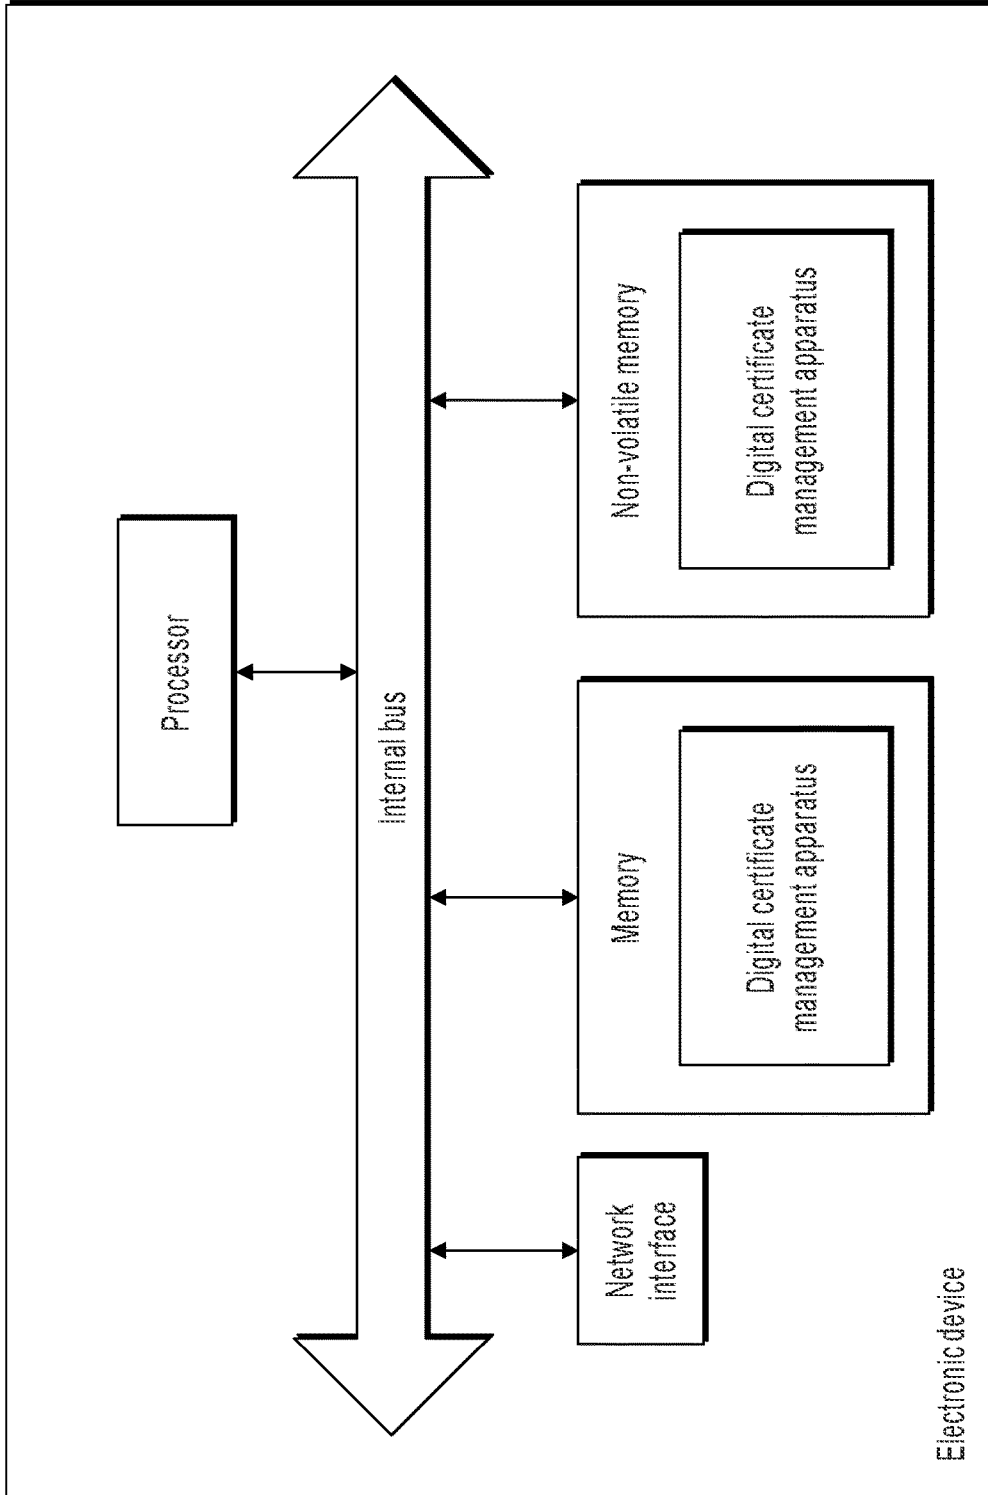 Processor
Internal bus
Network
interface
Memory
Digital certificate
management apparatus
Non-volatile memory
Digital certificate
management apparatus
Electronic device